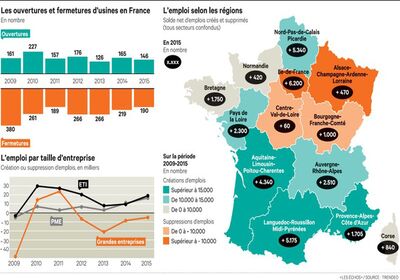 Les ouvertures et fermetures d'usines en France
En nombre
Ouvertures
161 227 157 176 163 126 146
2009 2010 2011 2012 2013 2014 2015
380 261 189 266 266 219 190
Fermetures
L'emploi par taille d'entreprise
Création ou suppression d'emploi, en milliers
30
20
10
0
-10
-20
-30
-40
ETI
PME
Grandes entreprises
2009 2010 2011 2012 2013 2014 2015
L'emploi selon les régions
Solde net d'emplois créés et supprimés
(tous secteurs confondus)
En 2015
X.XXX
Nord-Pas-de-Calais
Picardie
+ 5.340
Normandie
+ 420
Ile-de-France
+ 6.200
Alsace-
Champagne-Ardenne-
Lorraine
+ 470
Bretagne
+ 1.750
Pays de
la Loire
+ 2.300
Centre-
Val-de-Loire
+ 60
Bourgogne-
Franche-Comté
+ 1.000
Sur la période
2009-2015
Créations d'emplois
Supérieur à 15.000
De 10.000 à 15.000
De 0 à 10.000
Suppressions d'emplois
De 0 à - 10.000
Supérieur à - 10.000
Aquitaine-
Limousin-
Poitou-Charentes
+ 4.340
Auvergne-
Rhône-Alpes
+ 2.510
Languedoc-Roussillon
Midi-Pyrénées
+ 5.175
Provence-Alpes-
Côte d'Azur
+ 1.705
Corse
+ 840
«LES ÉCHOS» / SOURCE : TRENDEO